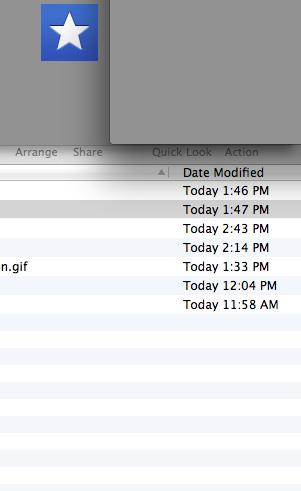 Arrange Share Quick Look Action
Date Modified
Today 1:46 PM
Today 1:47 PM
Today 2:43 PM
Today 2:14 PM
n.gif Today 1:33 PM
Today 12:04 PM
Today 11:58 AM